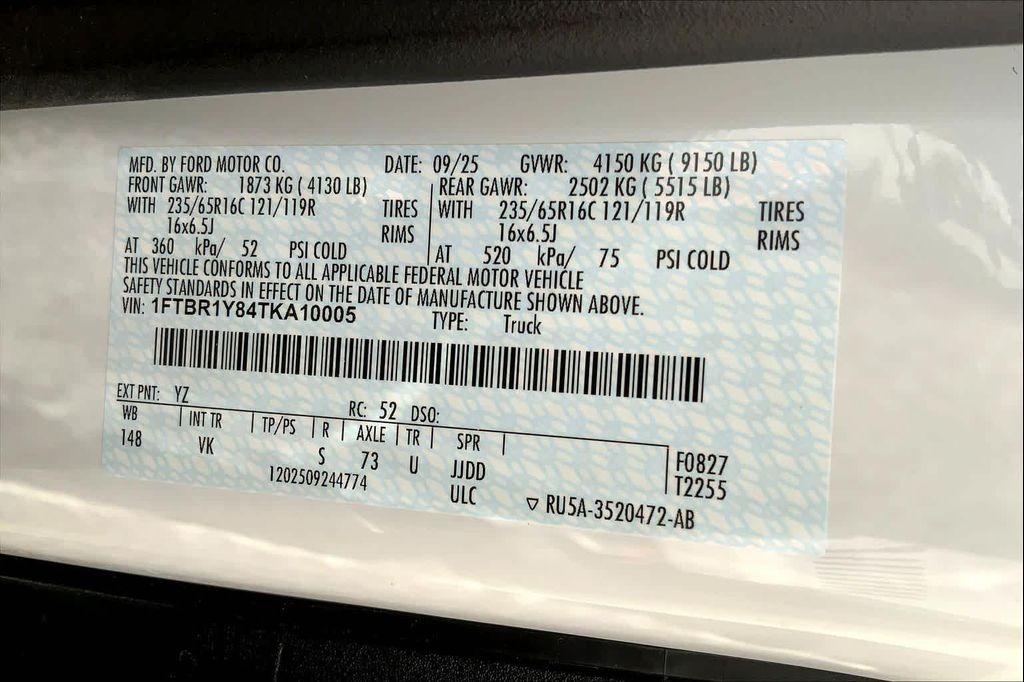 MFD. BY FORD MOTOR CO. DATE: 09/25 GVWR: 4150 KG ( 9150 LB)
FRONT GAWR: 1873 KG ( 4130 LB) REAR GAWR: 2502 KG ( 5515 LB)
WITH 235/65R16C 121/119R TIRES WITH 235/65R16C 121/119R TIRES
16x6.5J RIMS 16x6.5J RIMS
AT 360 kPa/ 52 PSI COLD AT 520 kPa/ 75 PSI COLD
THIS VEHICLE CONFORMS TO ALL APPLICABLE FEDERAL MOTOR VEHICLE
SAFETY STANDARDS IN EFFECT ON THE DATE OF MANUFACTURE SHOWN ABOVE.
VIN: 1FTBR1Y84TKA10005 TYPE: Truck
EXT PNT: YZ RC: 52 DSO:
WB INT TR TP/PS R AXLE TR SPR
148 VK S 73 U JJDD F0827
1202509244774 ULC T2255
▽ RU5A-3520472-AB